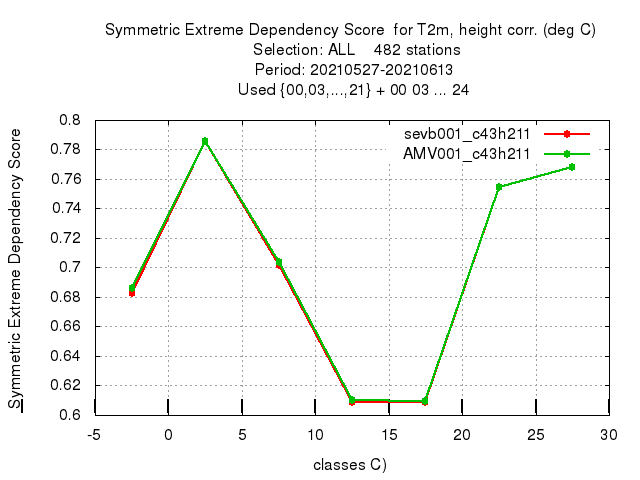 Symmetric Extreme Dependency Score  for T2m, height corr. (deg C)
Selection: ALL    482 stations
Period: 20210527-20210613
Used {00,03,...,21} + 00 03 ... 24
Symmetric Extreme Dependency Score
0.8
0.78
0.76
0.74
0.72
0.7
0.68
0.66
0.64
0.62
0.6
sevb001_c43h211
AMV001_c43h211
-5 0 5 10 15 20 25 30
classes C)